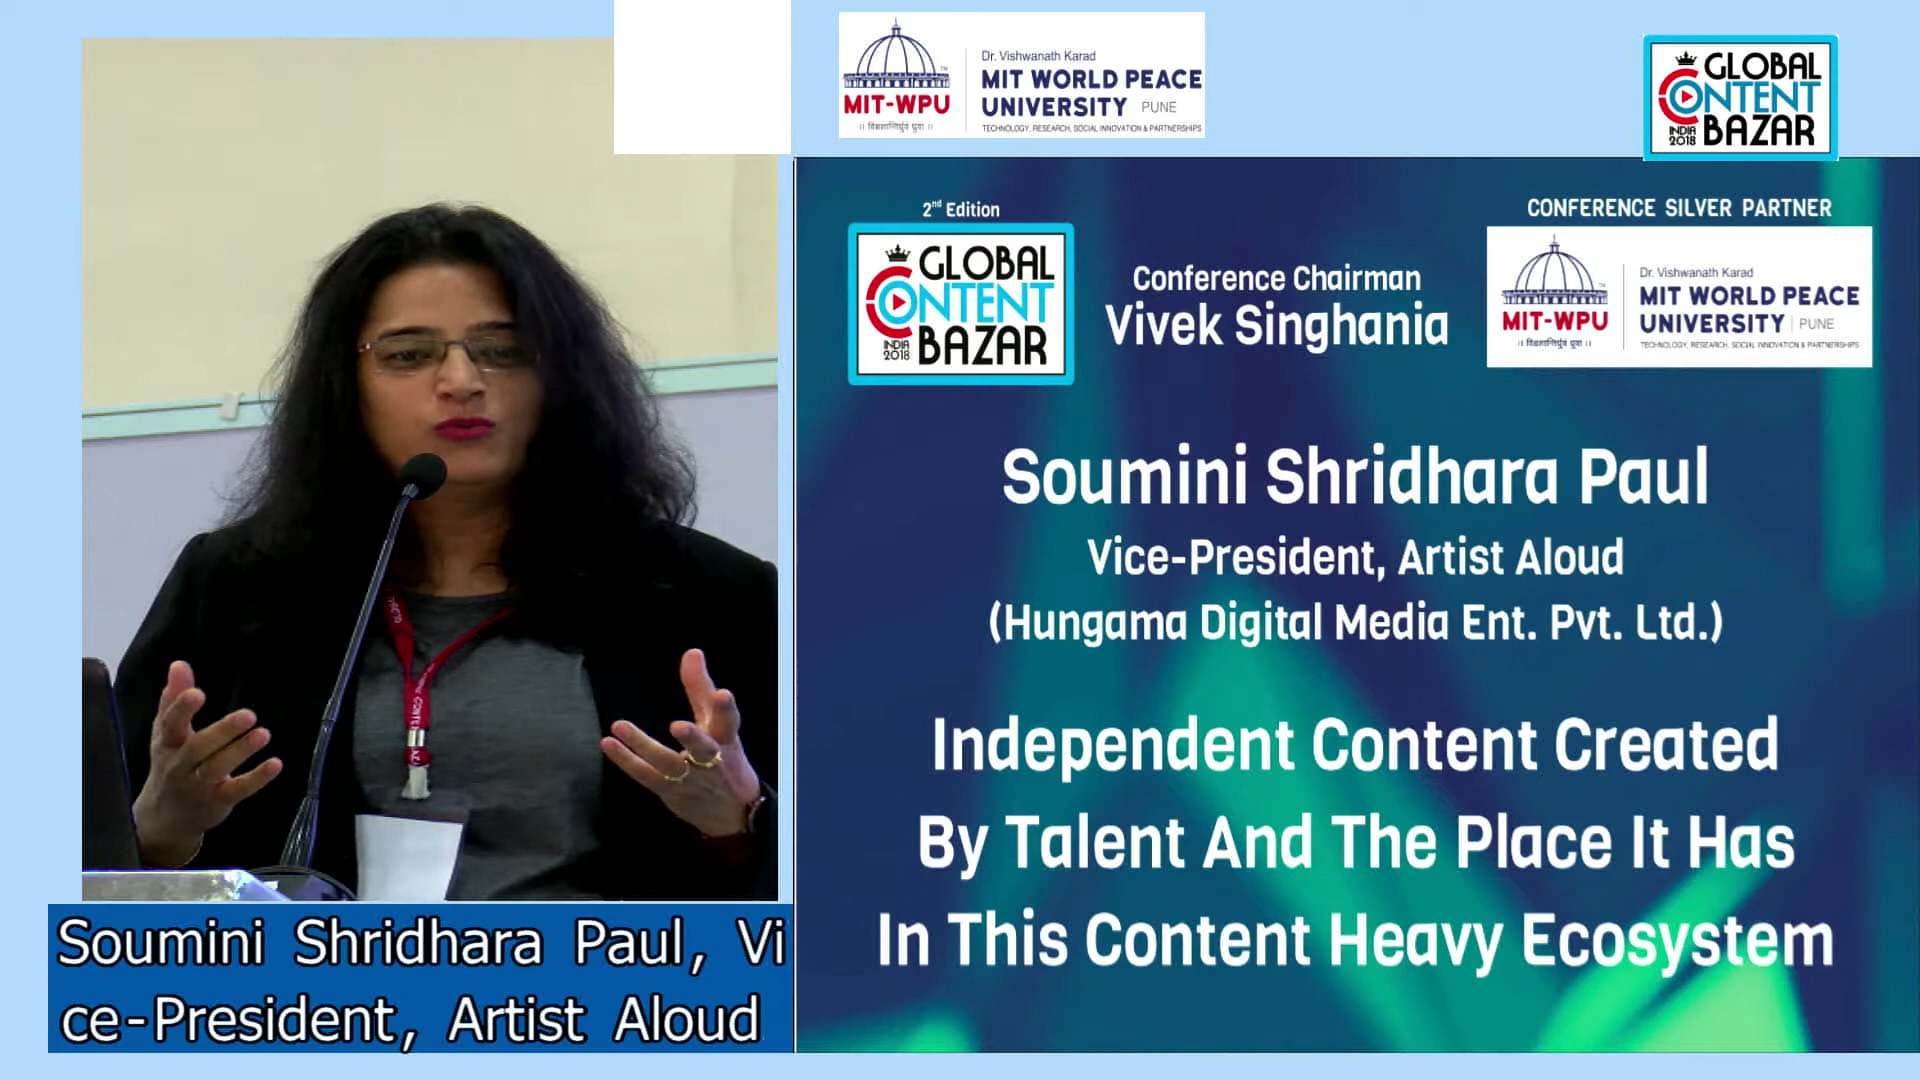 Dr. Vishwanath Karad
MIT WORLD PEACE
UNIVERSITY | PUNE
TECHNOLOGY, RESEARCH, SOCIAL INNOVATION & PARTNERSHIPS
MIT-WPU
॥ विश्वशान्तिर्ध्रुवं ध्रुवा ॥
GLOBAL
CONTENT
BAZAR
INDIA
2018
2nd Edition
GLOBAL
CONTENT
BAZAR
INDIA
2018
Conference Chairman
Vivek Singhania
CONFERENCE SILVER PARTNER
Dr. Vishwanath Karad
MIT WORLD PEACE
UNIVERSITY | PUNE
TECHNOLOGY, RESEARCH, SOCIAL INNOVATION & PARTNERSHIPS
MIT-WPU
॥ विश्वशान्तिर्ध्रुवं ध्रुवा ॥
Soumini Shridhara Paul
Vice-President, Artist Aloud
(Hungama Digital Media Ent. Pvt. Ltd.)
Independent Content Created
By Talent And The Place It Has
In This Content Heavy Ecosystem
Soumini Shridhara Paul, Vi
ce-President, Artist Aloud